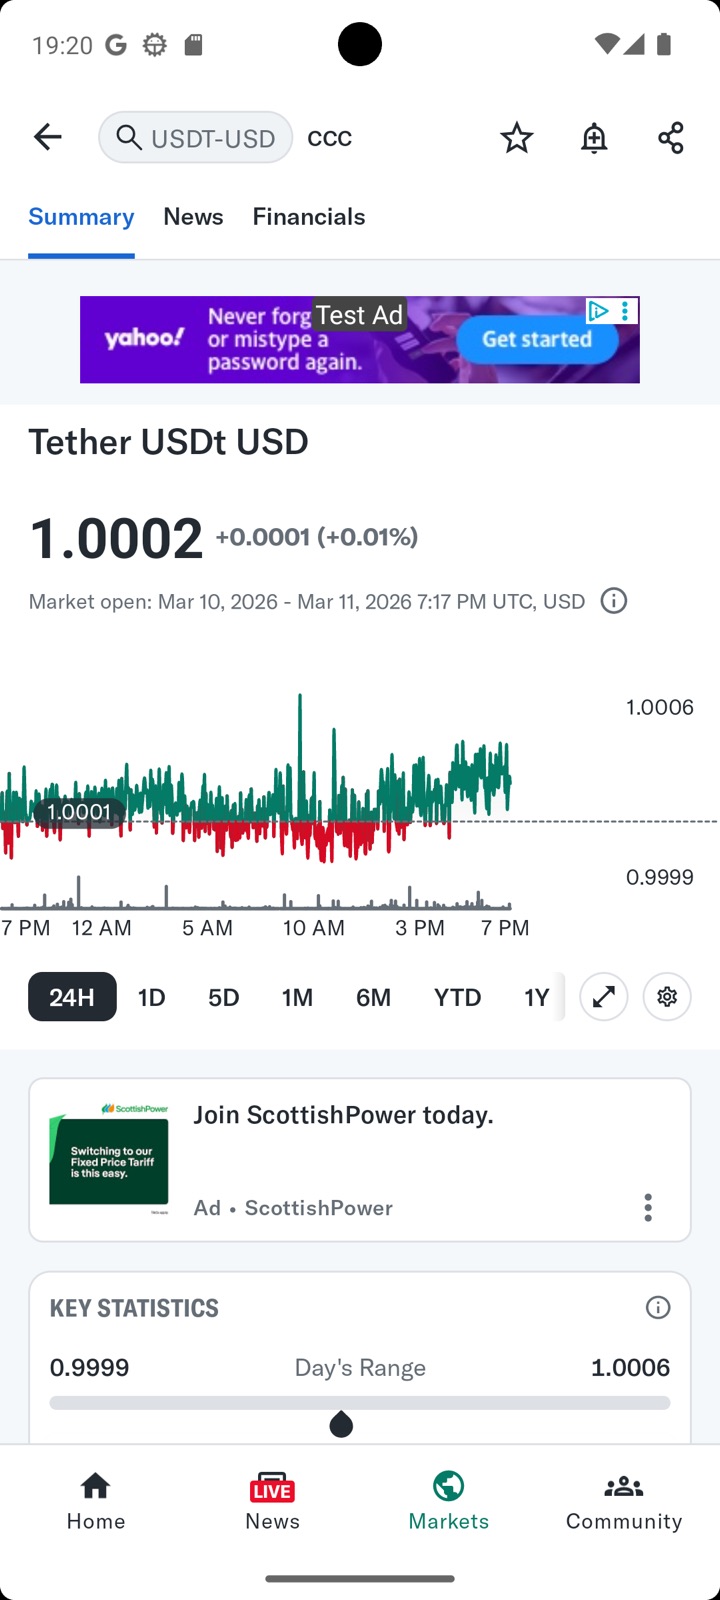 19:20
USDT-USD CCC
Summary News Financials
yahoo! Never forg
or mistype a
password again.
Test Ad
Get started
Tether USDt USD
1.0002 +0.0001 (+0.01%)
Market open: Mar 10, 2026 - Mar 11, 2026 7:17 PM UTC, USD
1.0006
1.0001
0.9999
7 PM 12 AM 5 AM 10 AM 3 PM 7 PM
24H 1D 5D 1M 6M YTD 1Y
ScottishPower
Switching to our
Fixed Price Tariff
is this easy.
Join ScottishPower today.
Ad • ScottishPower
KEY STATISTICS
0.9999 Day's Range 1.0006
LIVE
Home News Markets Community